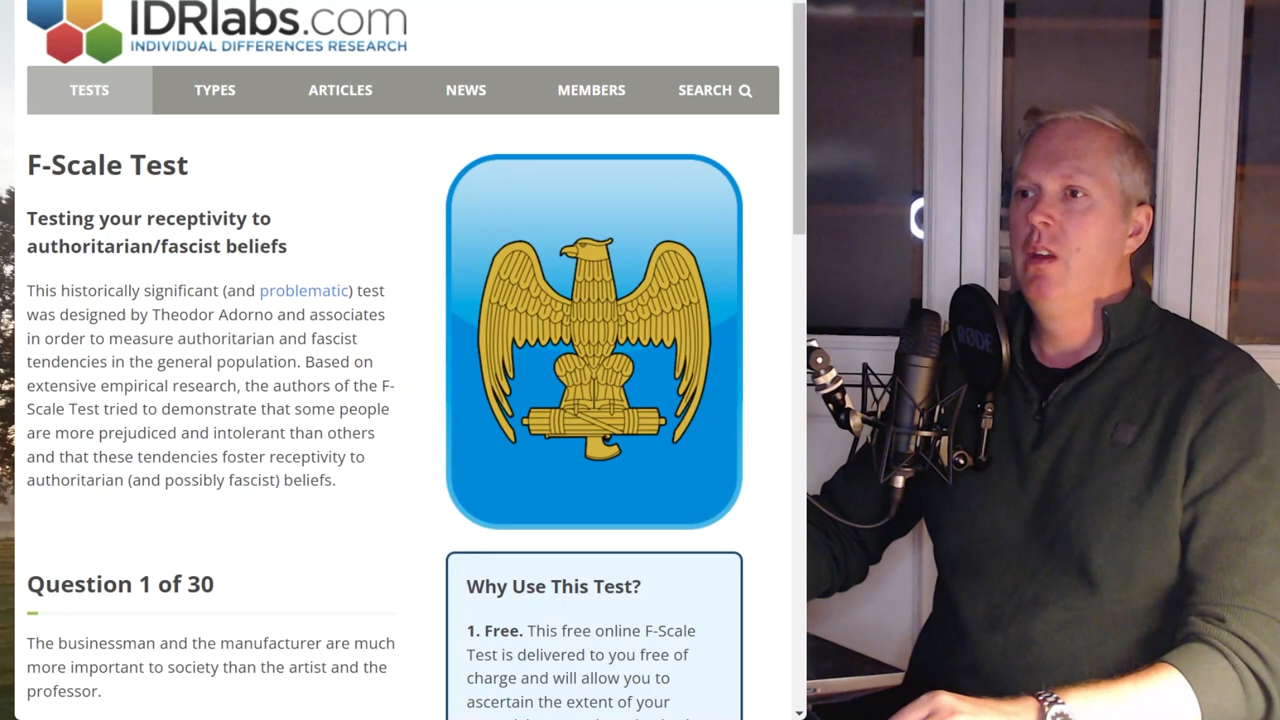 IDRlabs.com
INDIVIDUAL DIFFERENCES RESEARCH
TESTS TYPES ARTICLES NEWS MEMBERS SEARCH
F-Scale Test
Testing your receptivity to
authoritarian/fascist beliefs
This historically significant (and problematic) test
was designed by Theodor Adorno and associates
in order to measure authoritarian and fascist
tendencies in the general population. Based on
extensive empirical research, the authors of the F-
Scale Test tried to demonstrate that some people
are more prejudiced and intolerant than others
and that these tendencies foster receptivity to
authoritarian (and possibly fascist) beliefs.
Question 1 of 30
The businessman and the manufacturer are much
more important to society than the artist and the
professor.
Why Use This Test?
1. Free. This free online F-Scale
Test is delivered to you free of
charge and will allow you to
ascertain the extent of your
RØDE